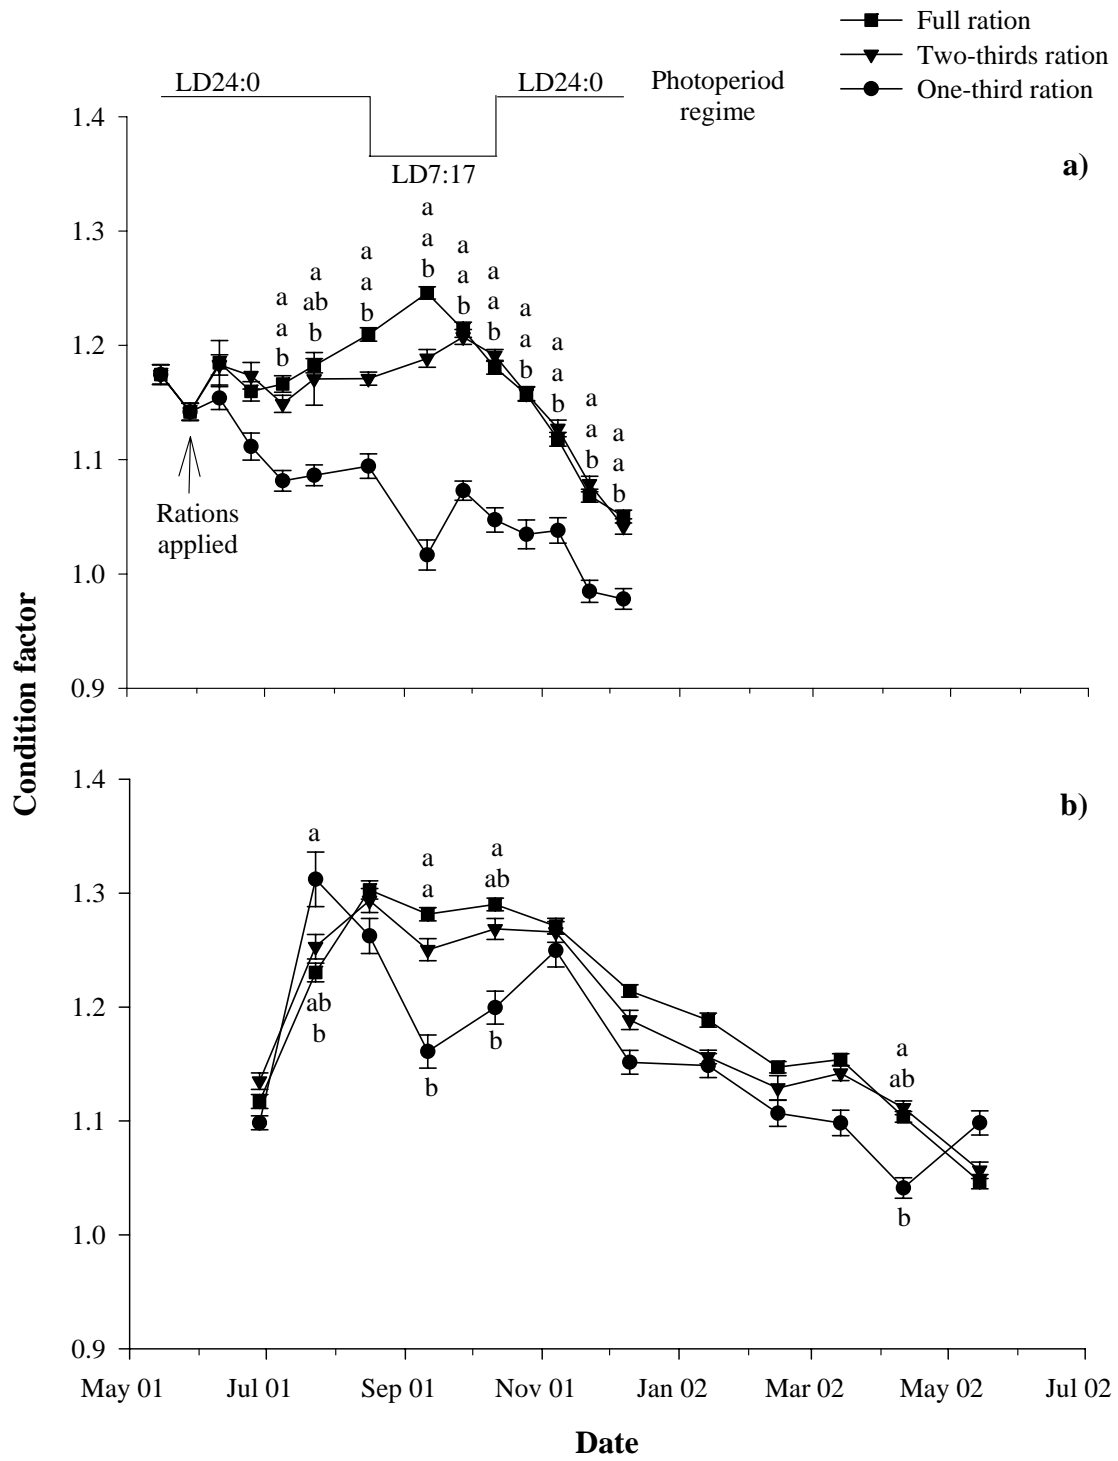 Full ration
Two-thirds ration
One-third ration
LD24:0
LD24:0
Photoperiod
regime
LD7:17
a)
1.4
1.3
1.2
1.1
1.0
0.9
a
a
b
a
ab
b
a
a
b
a
a
b
a
a
b
a
a
b
a
a
b
a
a
b
a
a
b
a
a
b
Rations
applied
Condition factor
b)
1.4
1.3
1.2
1.1
1.0
0.9
a
ab
b
a
a
b
a
ab
b
a
ab
b
May 01
Jul 01
Sep 01
Nov 01
Jan 02
Mar 02
May 02
Jul 02
Date